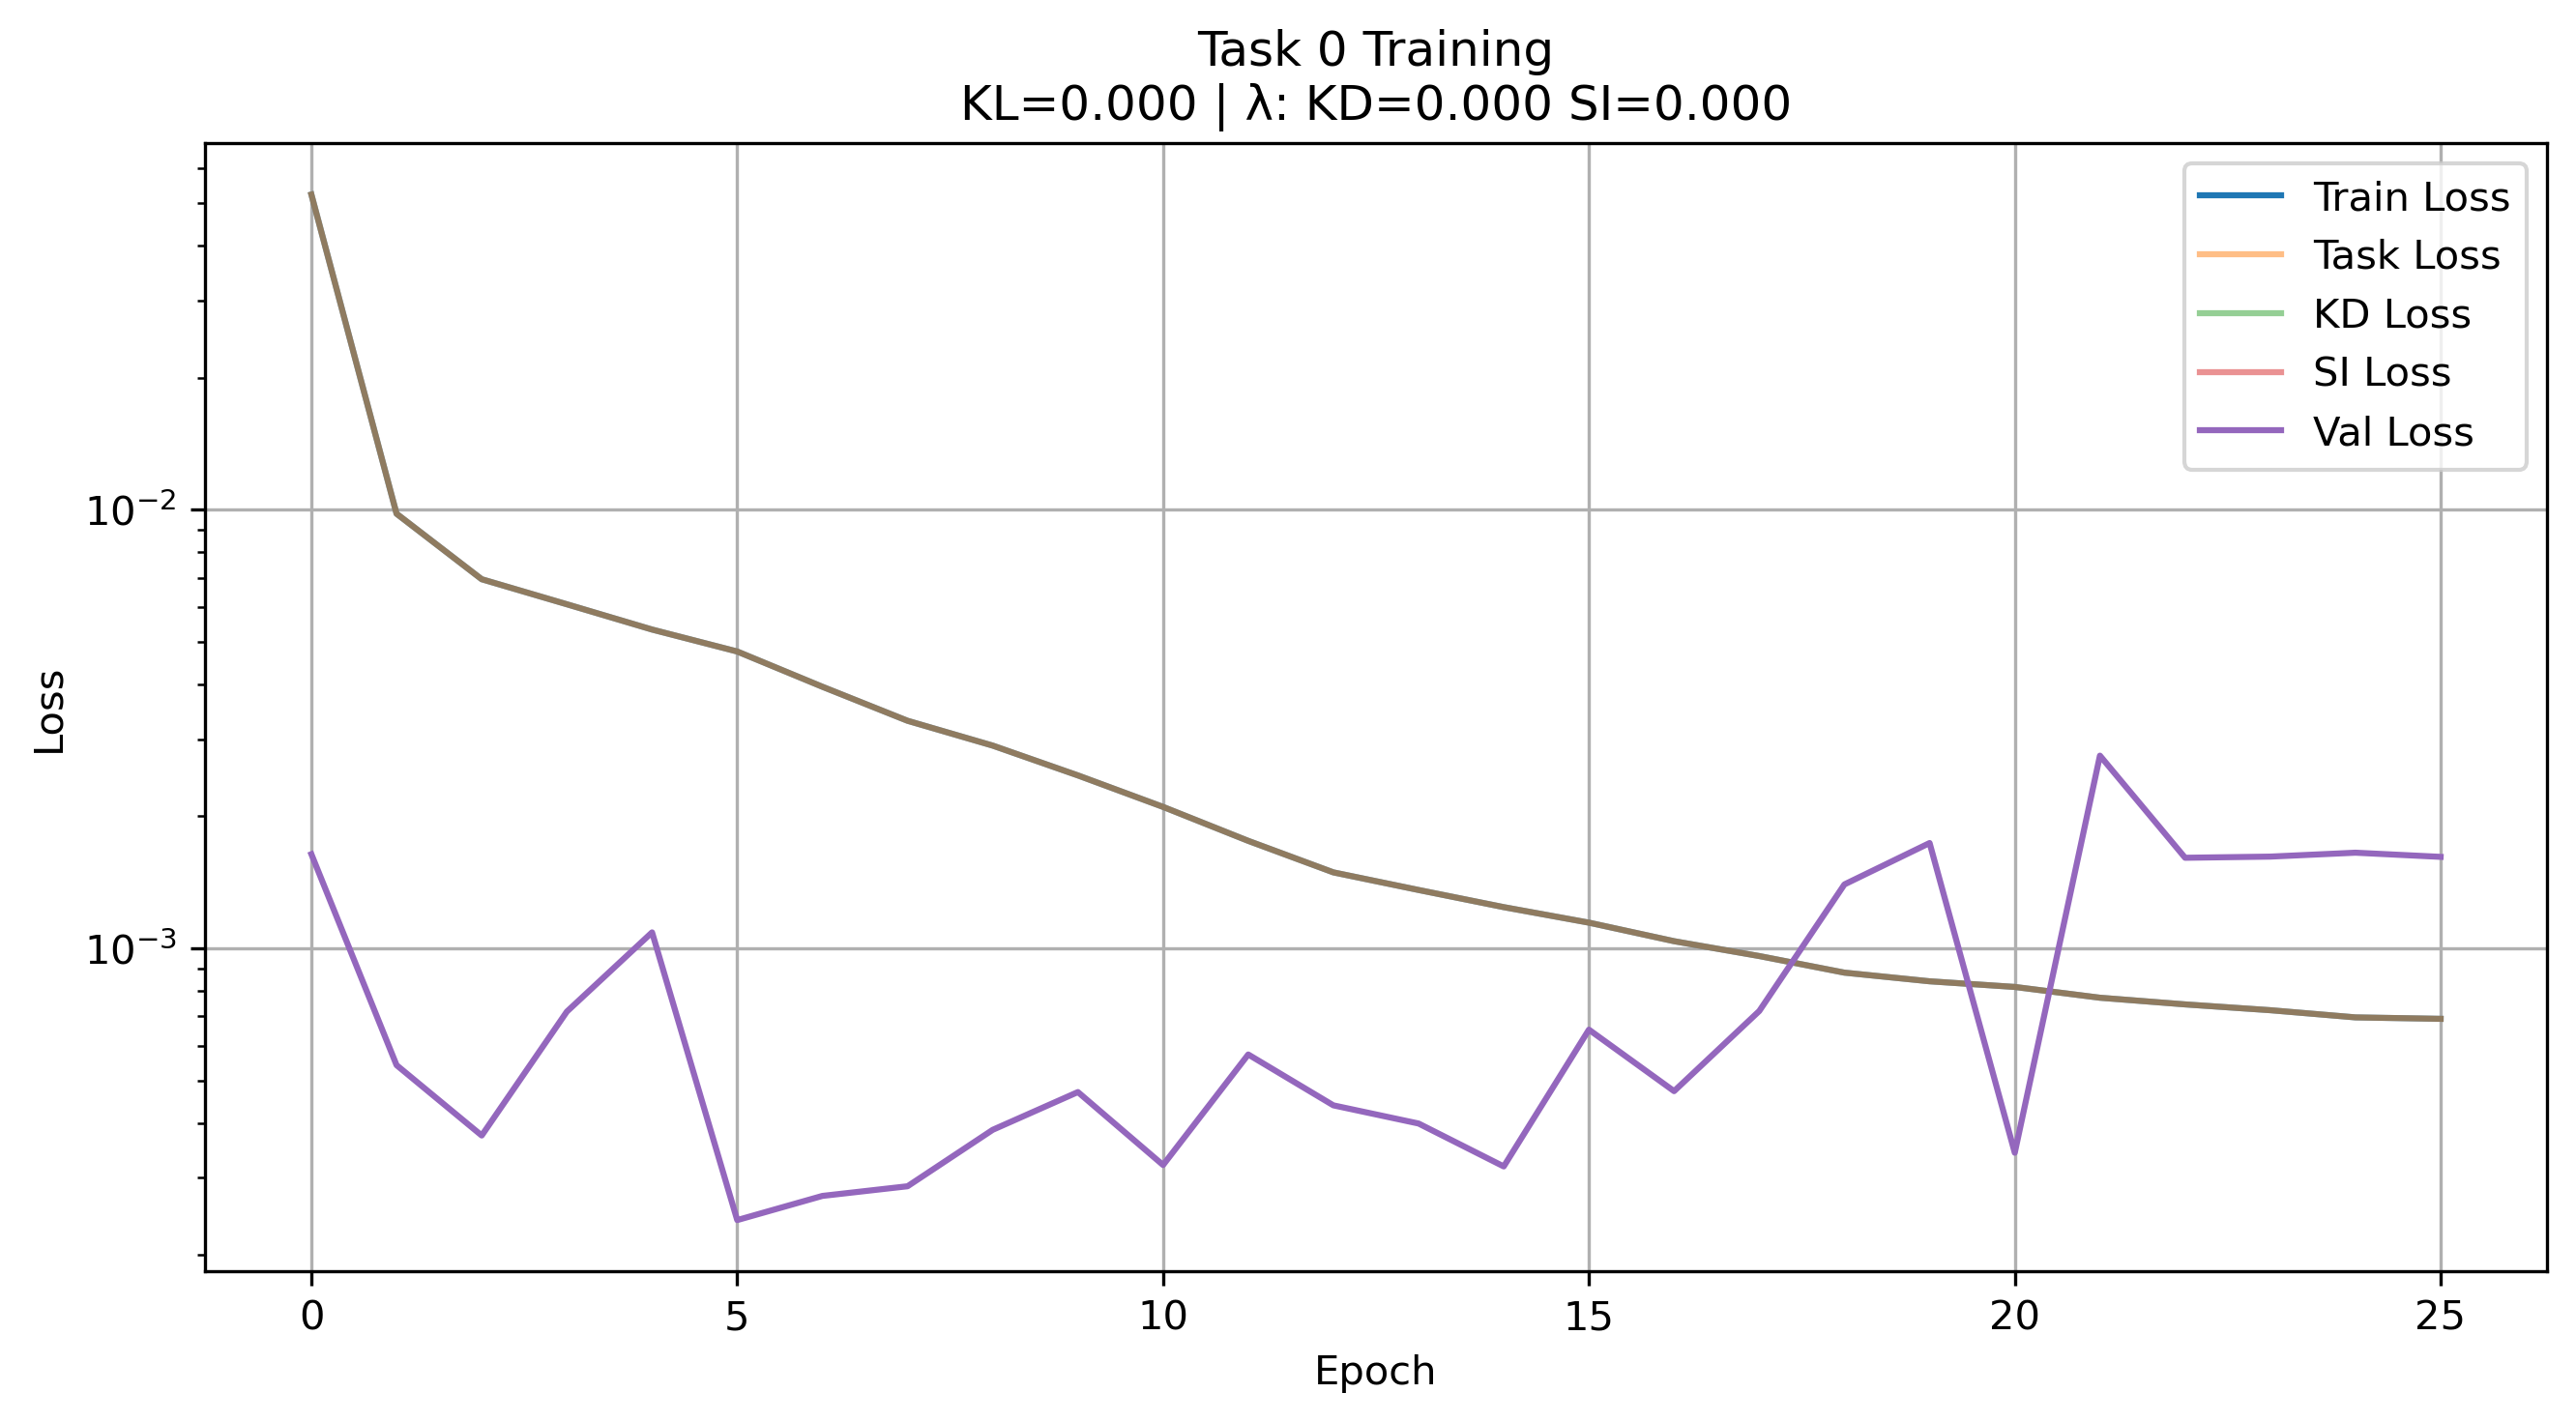 Task 0 Training
KL=0.000 | λ: KD=0.000 SI=0.000
Train Loss
Task Loss
KD Loss
SI Loss
Val Loss
10⁻²
10⁻³
Loss
0 5 10 15 20 25
Epoch